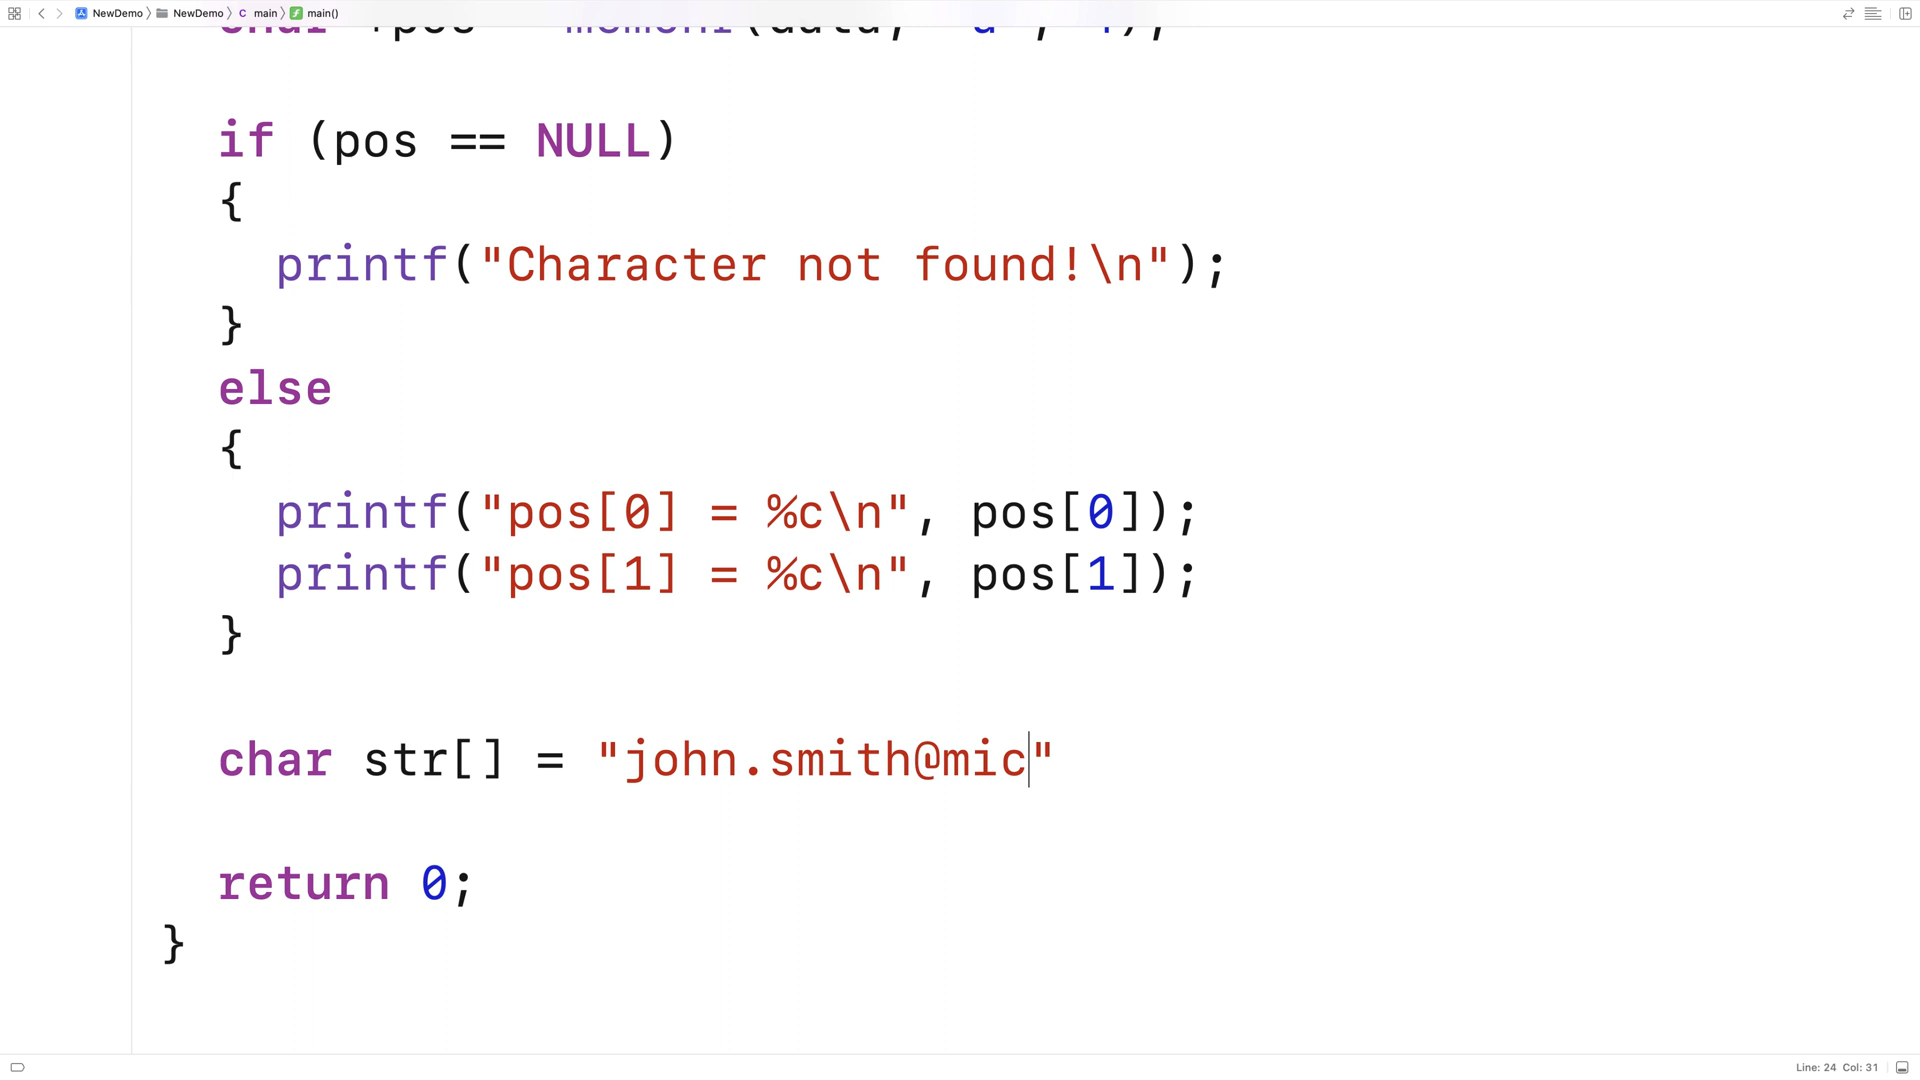 NewDemo NewDemo C main f main()
if (pos == NULL)
{
printf("Character not found!\n");
}
else
{
printf("pos[0] = %c\n", pos[0]);
printf("pos[1] = %c\n", pos[1]);
}
char str[] = "john.smith@mic"
return 0;
}
Line: 24 Col: 31